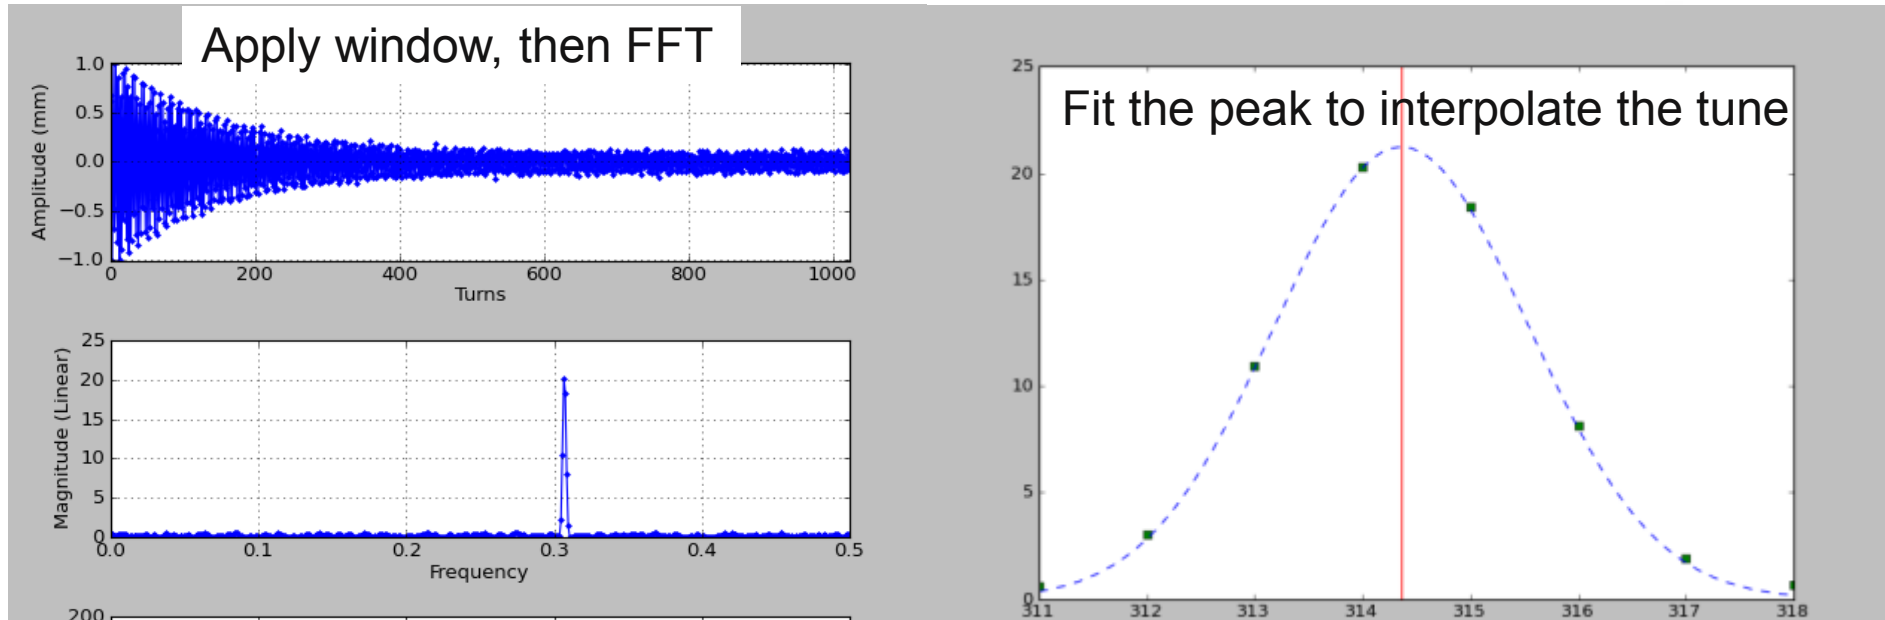 Apply window, then FFT
1.0
0.5
0.0
−0.5
−1.0
Amplitude (mm)
0 200 400 600 800 1000
Turns
25
20
15
10
5
0
Magnitude (Linear)
0.0 0.1 0.2 0.3 0.4 0.5
Frequency
200
Fit the peak to interpolate the tune
25
20
15
10
5
0
311 312 313 314 315 316 317 318